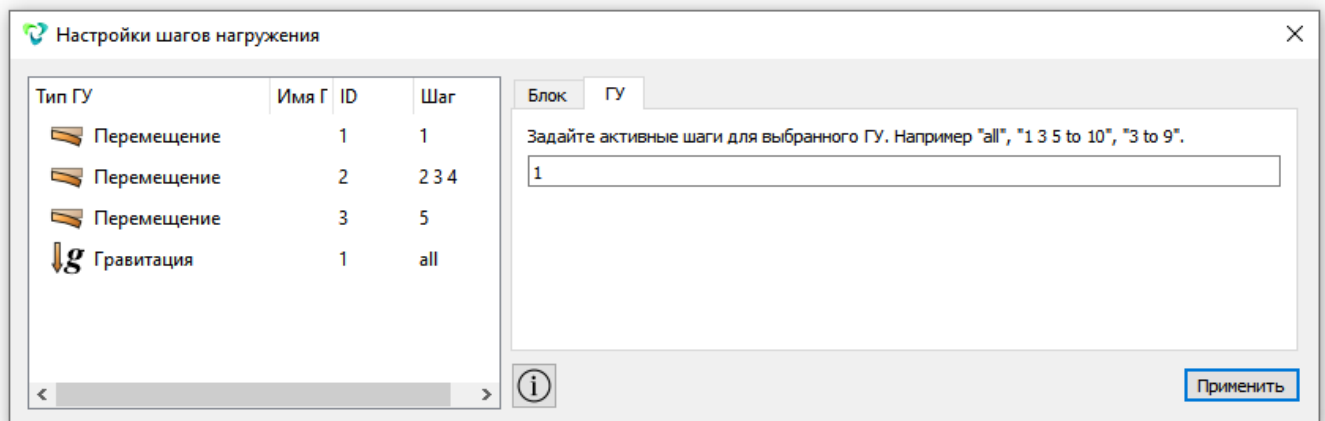 Настройки шагов нагружения
Тип ГУ Имя Г ID Шаг
Перемещение 1 1
Перемещение 2 2 3 4
Перемещение 3 5
g Гравитация 1 all
Блок ГУ
Задайте активные шаги для выбранного ГУ. Например "all", "1 3 5 to 10", "3 to 9".
1
i
Применить